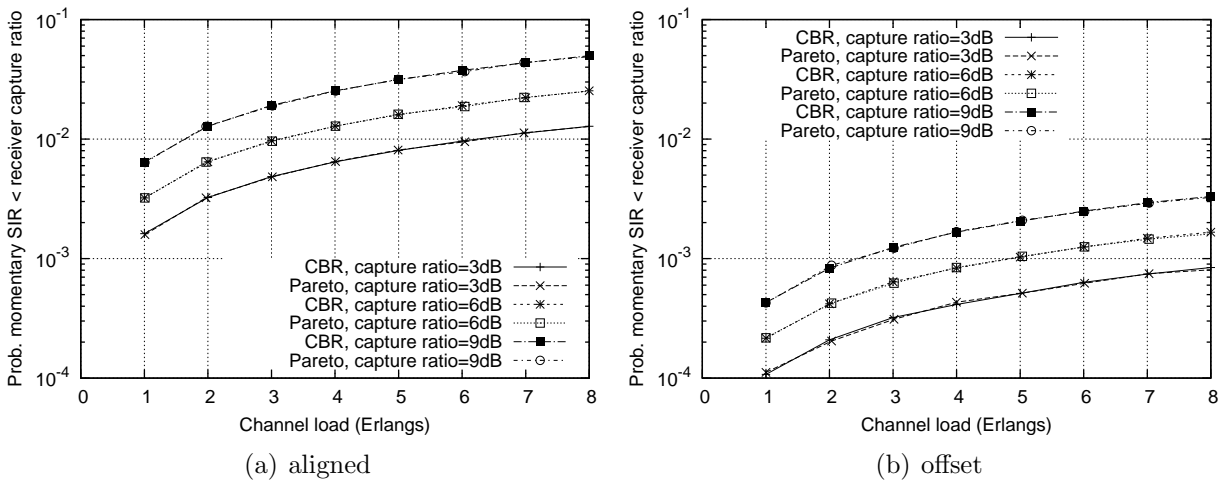 Prob. momentary SIR < receiver capture ratio
10^-1
10^-2
10^-3
10^-4
CBR, capture ratio=3dB
Pareto, capture ratio=3dB
CBR, capture ratio=6dB
Pareto, capture ratio=6dB
CBR, capture ratio=9dB
Pareto, capture ratio=9dB
0 1 2 3 4 5 6 7 8
Channel load (Erlangs)
(a) aligned
Prob. momentary SIR < receiver capture ratio
10^-1
10^-2
10^-3
10^-4
CBR, capture ratio=3dB
Pareto, capture ratio=3dB
CBR, capture ratio=6dB
Pareto, capture ratio=6dB
CBR, capture ratio=9dB
Pareto, capture ratio=9dB
0 1 2 3 4 5 6 7 8
Channel load (Erlangs)
(b) offset